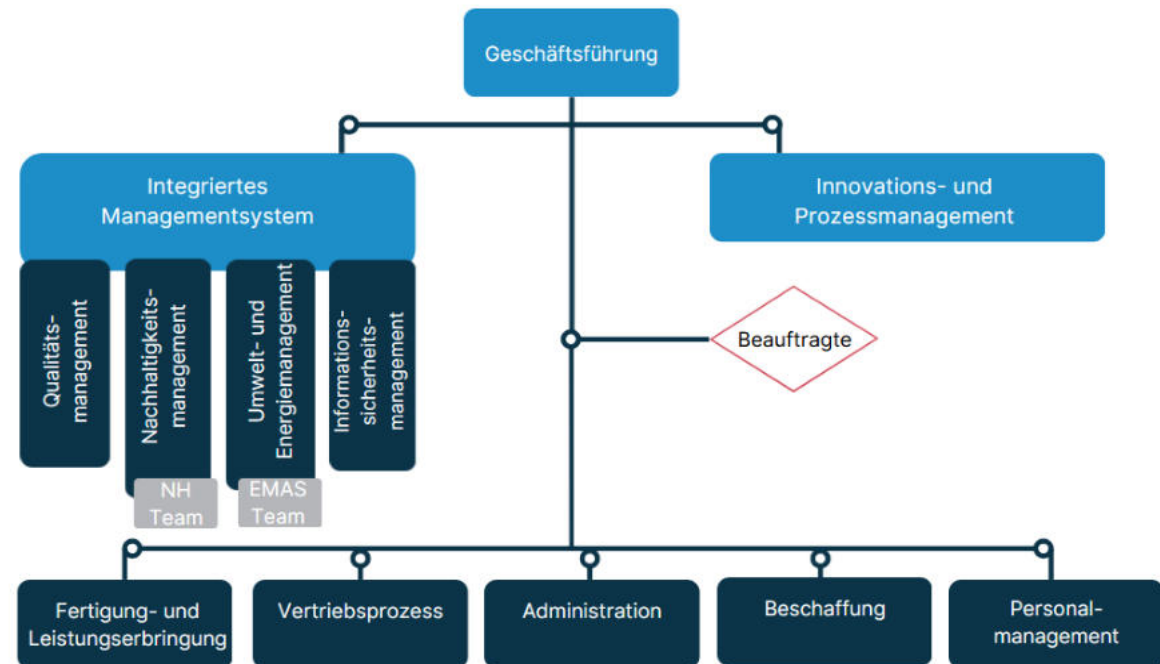 Geschäftsführung
Integriertes
Managementsystem
Innovations- und
Prozessmanagement
Qualitäts-
management
Nachhaltigkeits-
management
Umwelt- und
Energiemanagement
Informations-
sicherheits-
management
NH
Team
EMAS
Team
Beauftragte
Fertigung- und
Leistungserbringung
Vertriebsprozess
Administration
Beschaffung
Personal-
management